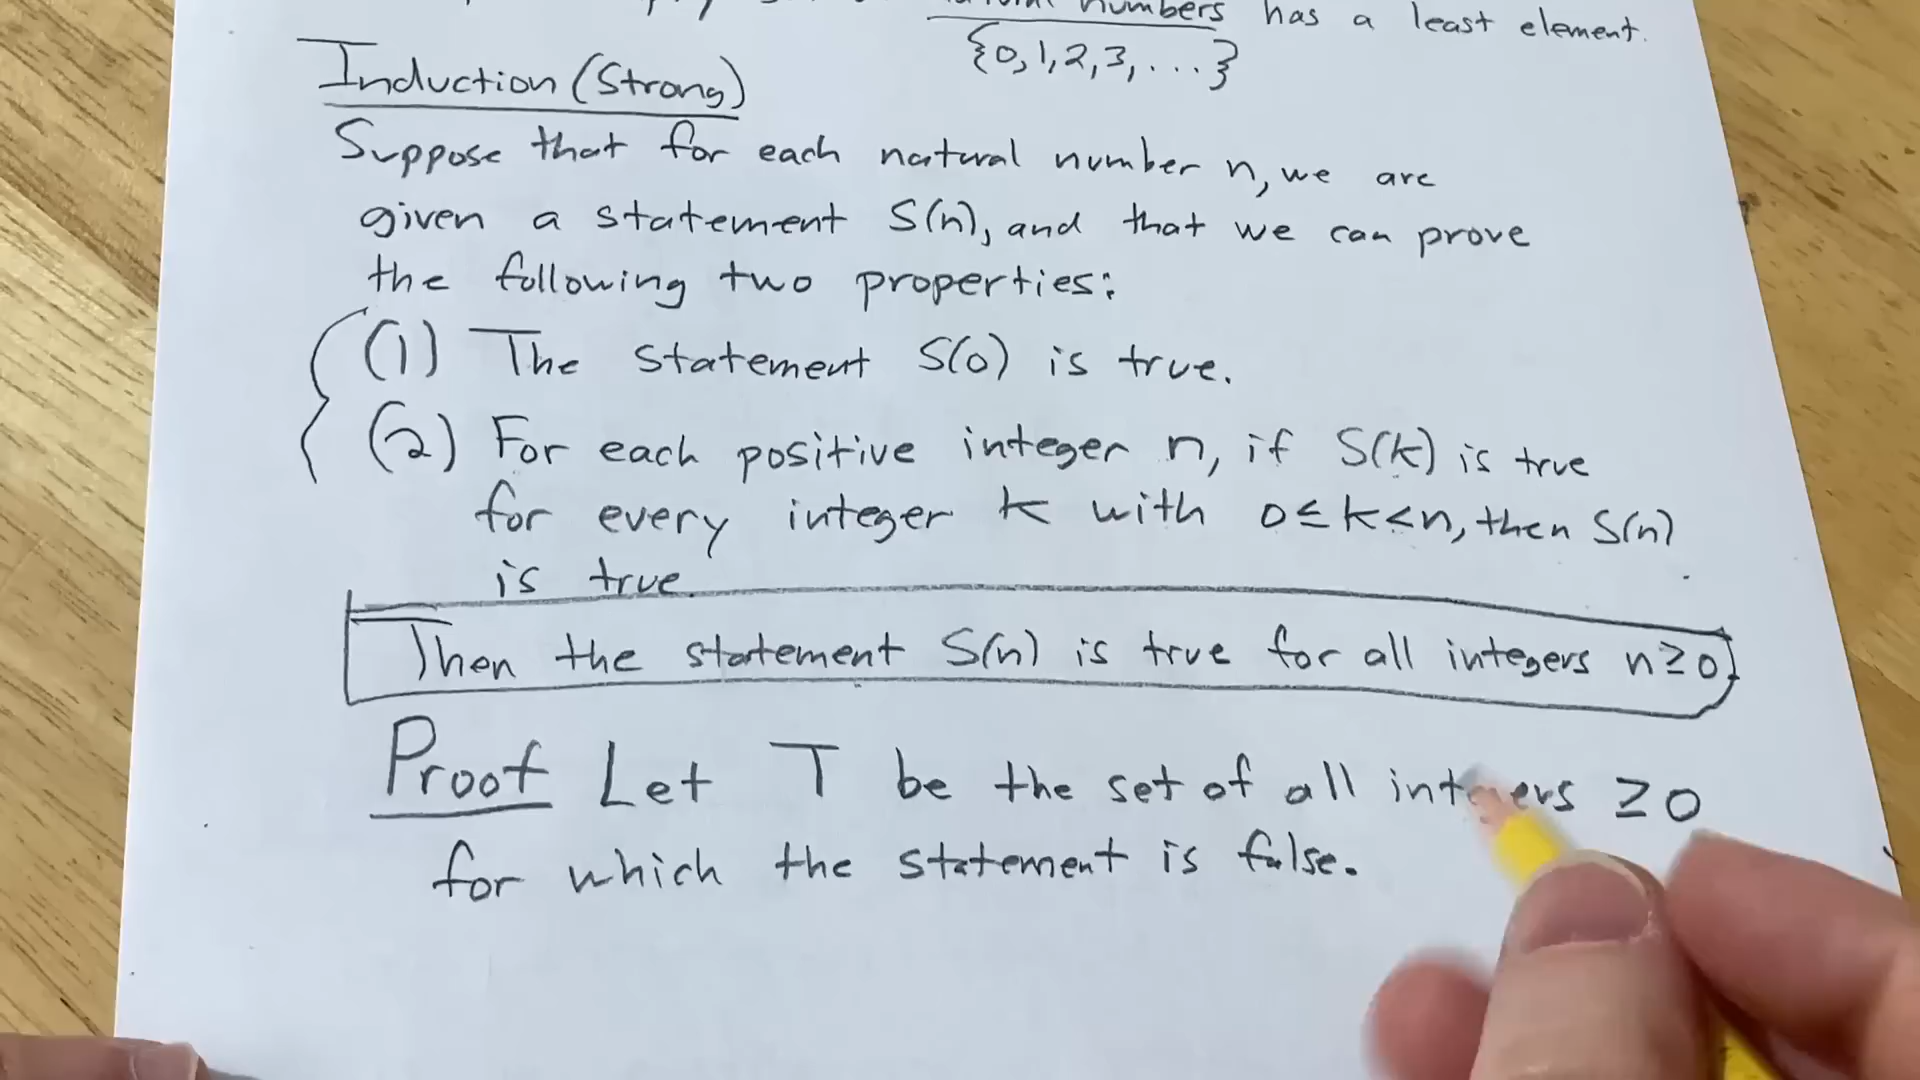 numbers has a least element.
{0,1,2,3,...}
Induction (Strong)
Suppose that for each natural number n, we are
given a statement S(n), and that we can prove
the following two properties:
(1) The statement S(0) is true.
(2) For each positive integer n, if S(k) is true
for every integer k with 0≤k<n, then S(n)
is true.
Then the statement S(n) is true for all integers n≥0.
Proof Let T be the set of all integers ≥0
for which the statement is false.